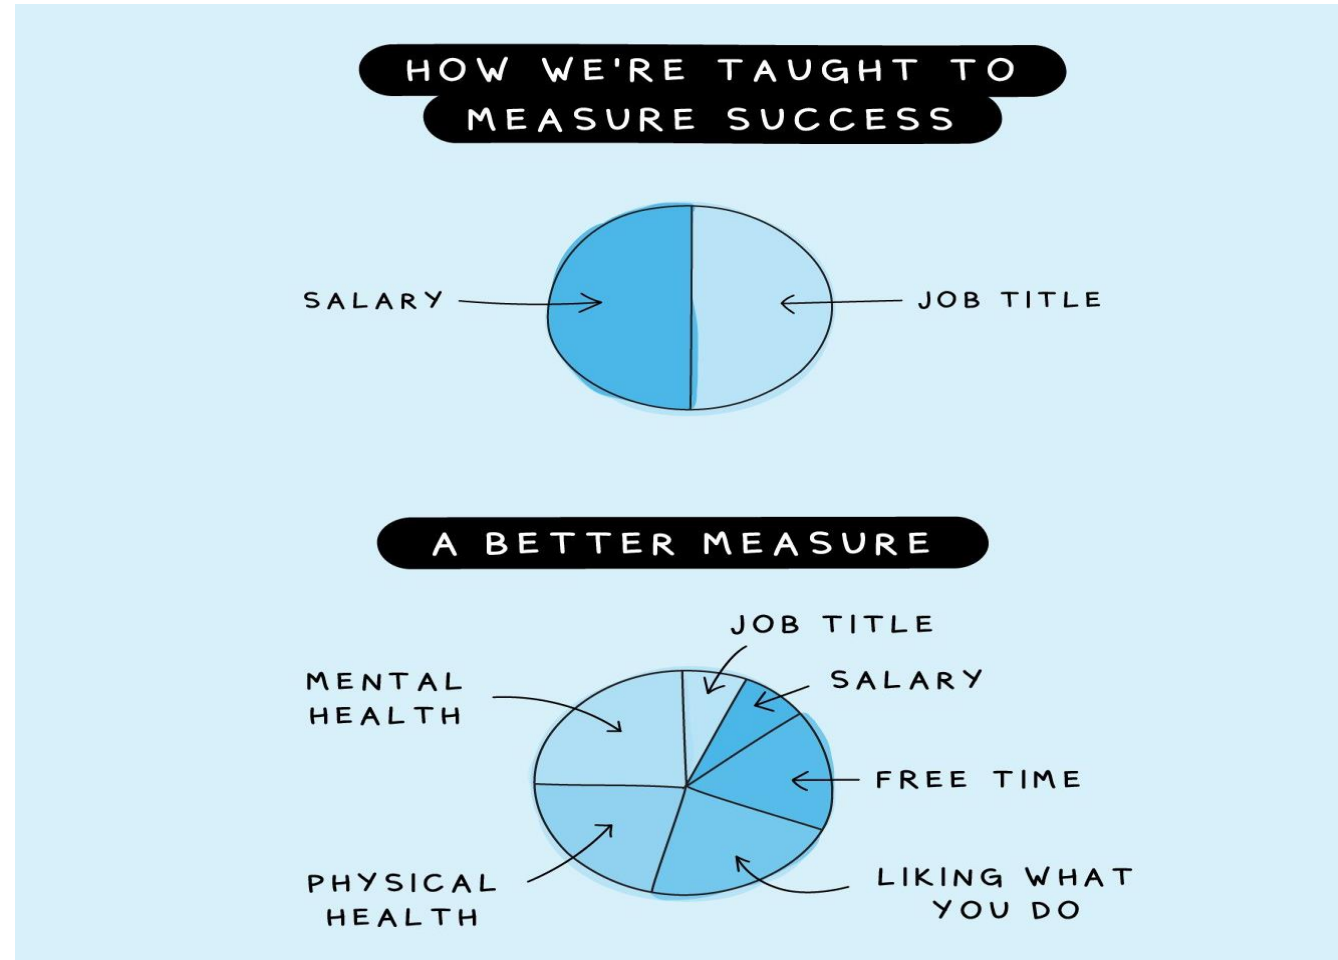 HOW WE'RE TAUGHT TO
MEASURE SUCCESS
SALARY
JOB TITLE
A BETTER MEASURE
JOB TITLE
SALARY
MENTAL
HEALTH
FREE TIME
PHYSICAL
HEALTH
LIKING WHAT
YOU DO